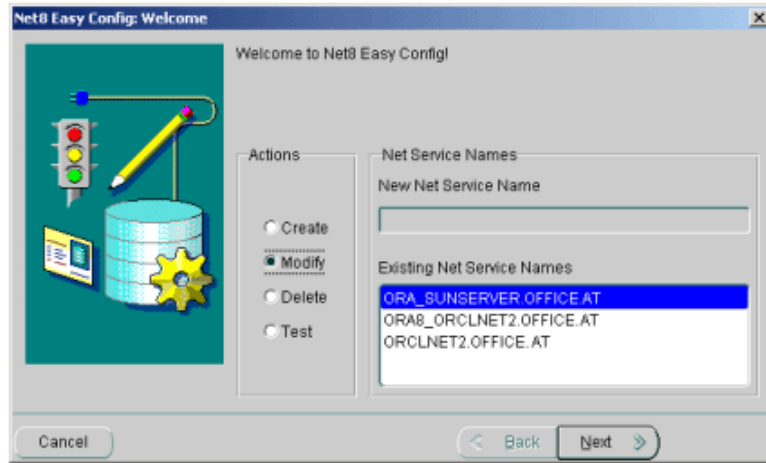 Net8 Easy Config: Welcome
Welcome to Net8 Easy Config!
Actions
Create
Modify
Delete
Test
Net Service Names
New Net Service Name
Existing Net Service Names
ORA_SUNSERVER.OFFICE.AT
ORA8_ORCLNET2.OFFICE.AT
ORCLNET2.OFFICE.AT
Cancel
Back
Next